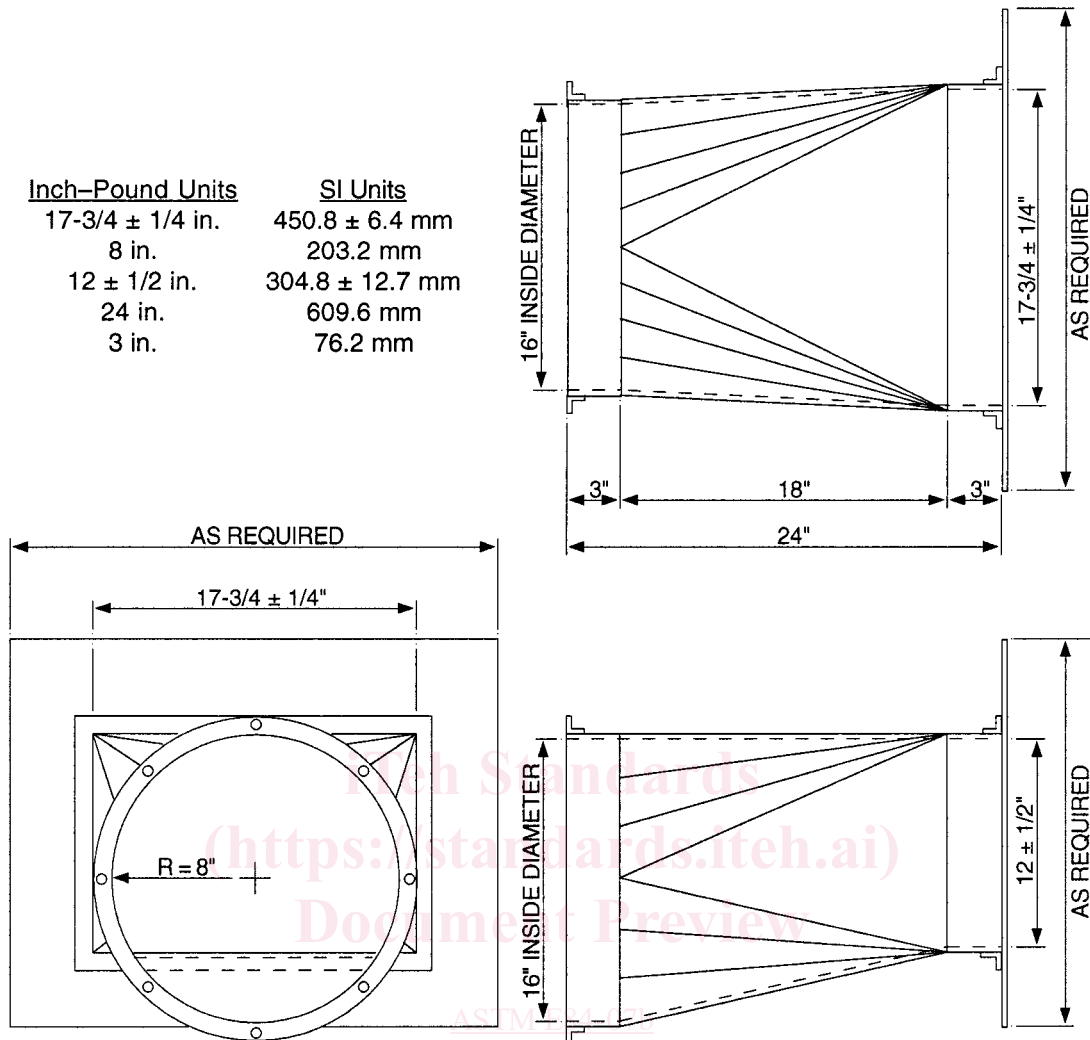 Inch–Pound Units SI Units
17-3/4 ± 1/4 in. 450.8 ± 6.4 mm
8 in. 203.2 mm
12 ± 1/2 in. 304.8 ± 12.7 mm
24 in. 609.6 mm
3 in. 76.2 mm
16" INSIDE DIAMETER
17-3/4 ± 1/4"
AS REQUIRED
3" 18" 3"
24"
AS REQUIRED
17-3/4 ± 1/4"
R = 8"
16" INSIDE DIAMETER
12 ± 1/2"
AS REQUIRED
iTeh Standards
(https://standards.iteh.ai)
Document Preview
ASTM E84-07b